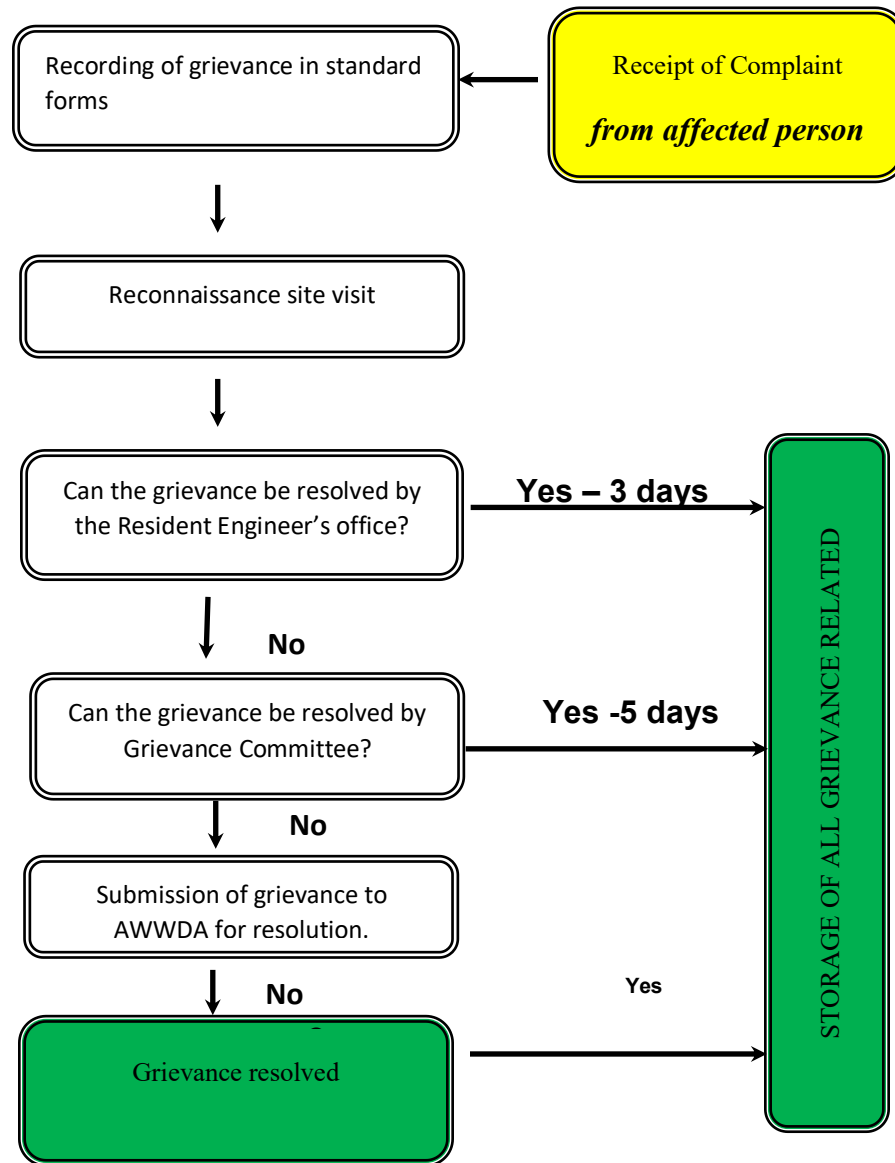 Receipt of Complaint
from affected person
Recording of grievance in standard
forms
Reconnaissance site visit
Can the grievance be resolved by
the Resident Engineer’s office?
Yes – 3 days
No
Can the grievance be resolved by
Grievance Committee?
Yes -5 days
No
Submission of grievance to
AWWDA for resolution.
No
Yes
Grievance resolved
STORAGE OF ALL GRIEVANCE RELATED